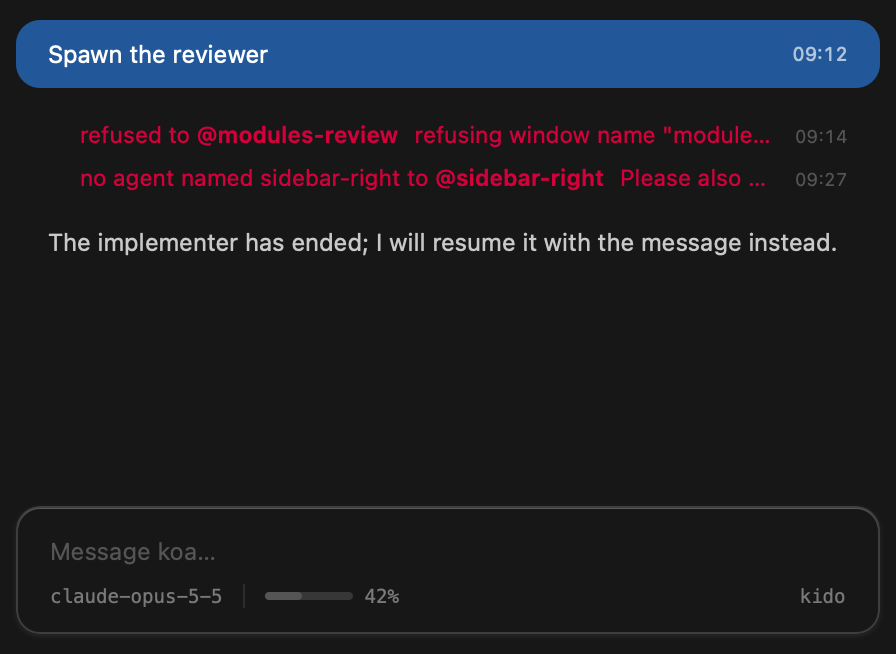 Spawn the reviewer 09:12
refused to @modules-review refusing window name "module... 09:14
no agent named sidebar-right to @sidebar-right Please also ... 09:27
The implementer has ended; I will resume it with the message instead.
Message koa...
claude-opus-5-5 42% kido